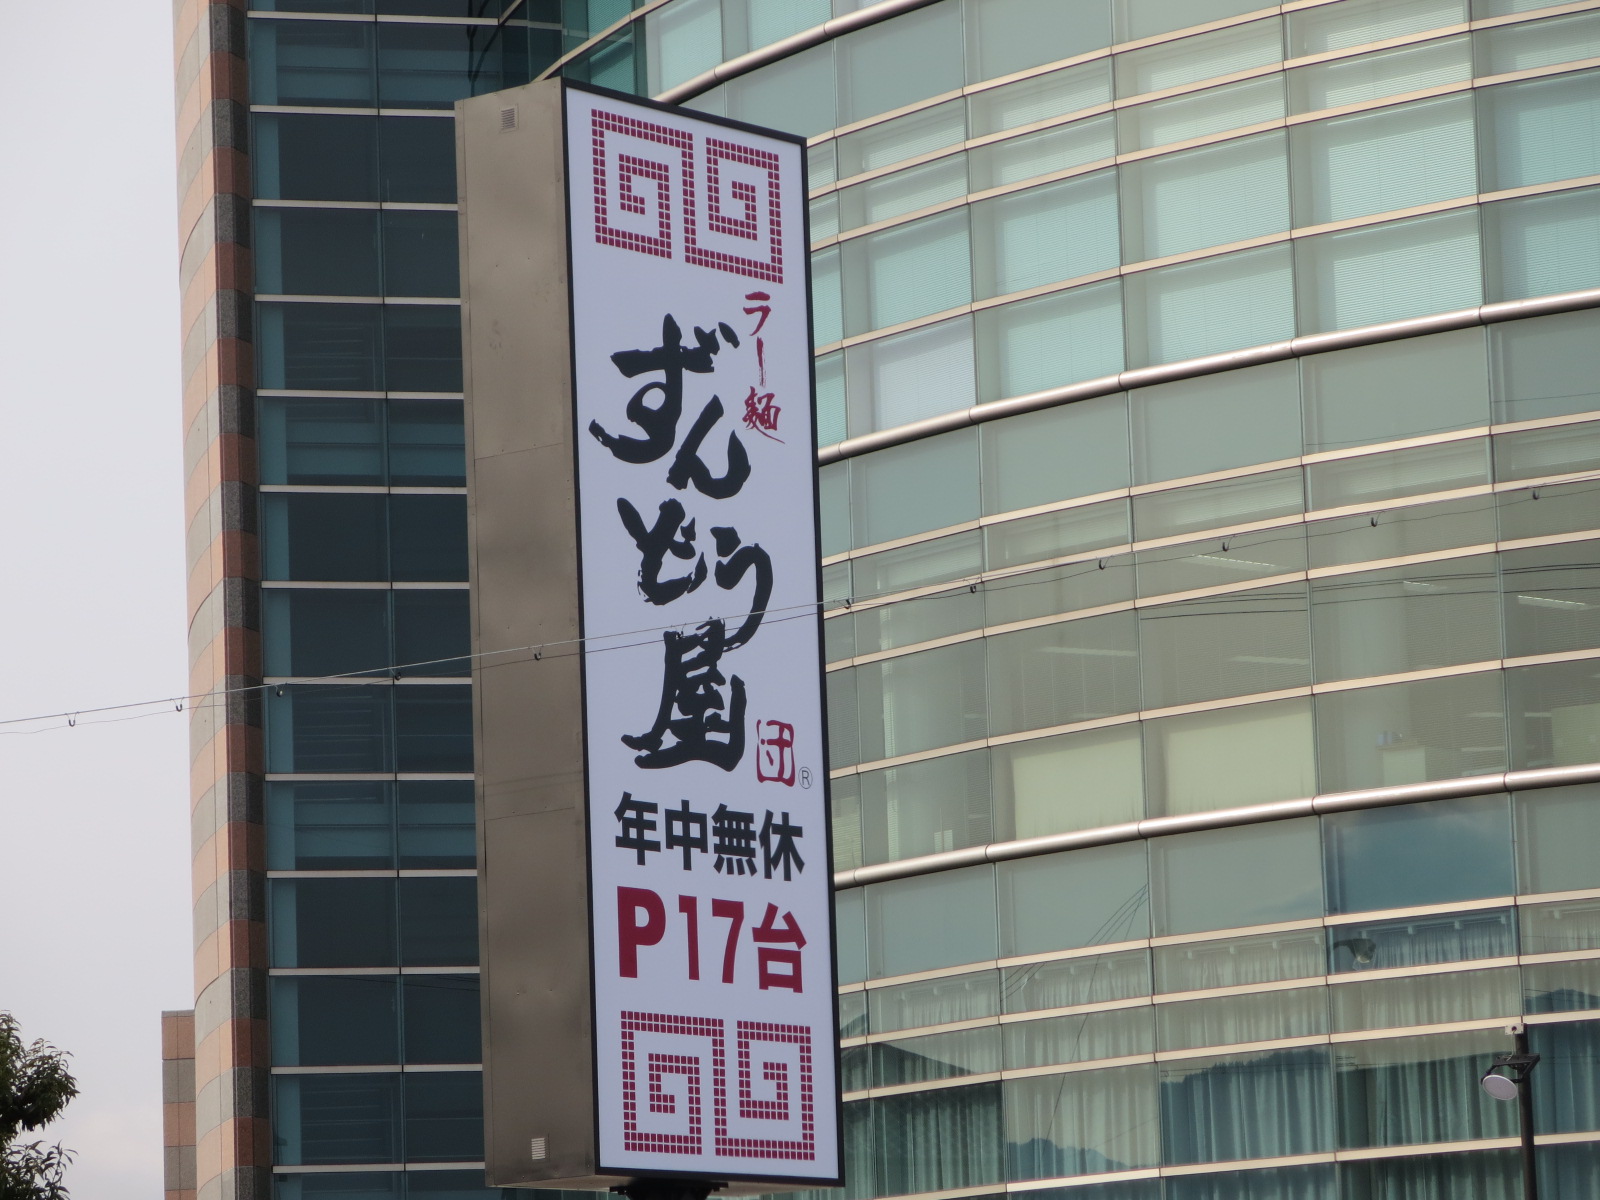 ラー麺
ずんどう屋
団
®
年中無休
P17台